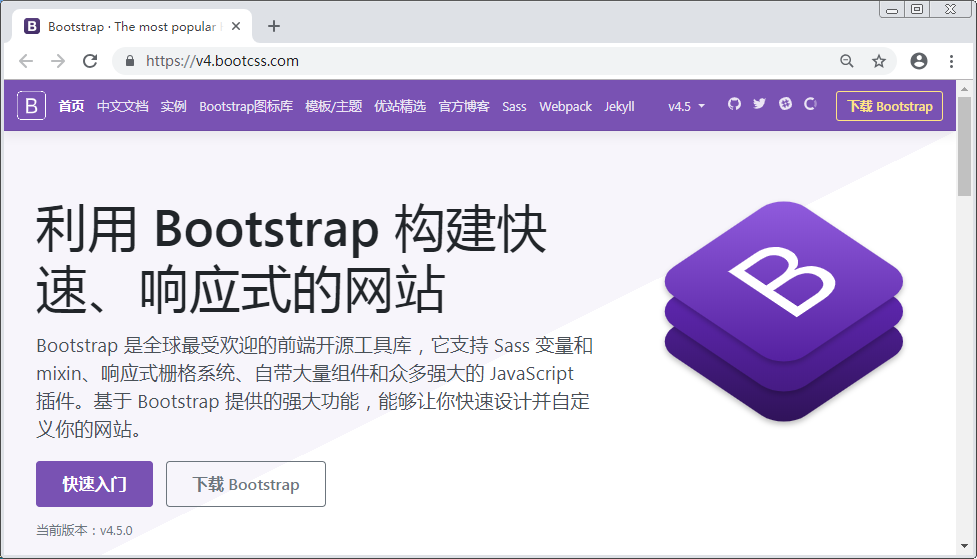 Bootstrap · The most popular
https://v4.bootcss.com
B 首页 中文文档 实例 Bootstrap图标库 模板/主题 优站精选 官方博客 Sass Webpack Jekyll v4.5 下载 Bootstrap
利用 Bootstrap 构建快
速、响应式的网站
B
Bootstrap 是全球最受欢迎的前端开源工具库，它支持 Sass 变量和
mixin、响应式栅格系统、自带大量组件和众多强大的 JavaScript
插件。基于 Bootstrap 提供的强大功能，能够让你快速设计并自定
义你的网站。
快速入门 下载 Bootstrap
当前版本：v4.5.0